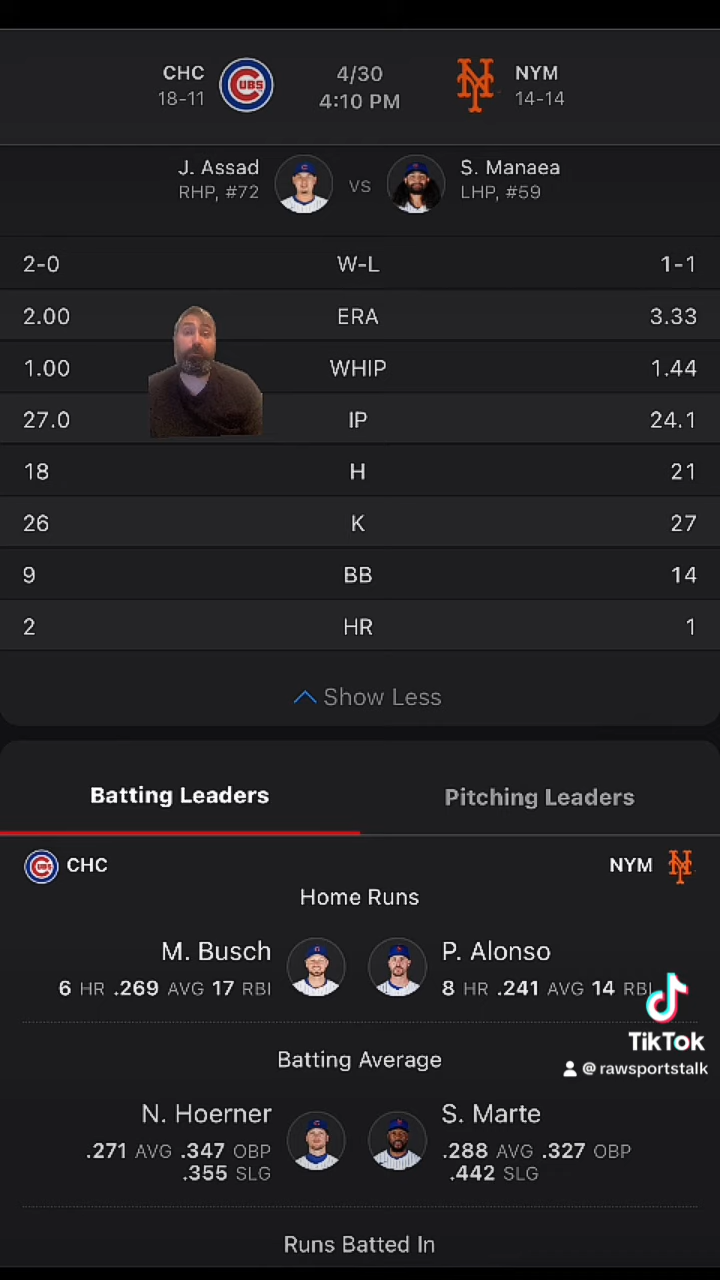 CHC
18-11
CUBS
4/30
4:10 PM
NY
NYM
14-14
J. Assad
RHP, #72
vs
S. Manaea
LHP, #59
2-0 W-L 1-1
2.00 ERA 3.33
1.00 WHIP 1.44
27.0 IP 24.1
18 H 21
26 K 27
9 BB 14
2 HR 1
Show Less
Batting Leaders
Pitching Leaders
CHC
NYM
Home Runs
M. Busch
6 HR .269 AVG 17 RBI
P. Alonso
8 HR .241 AVG 14 RBI
TikTok
@rawsportstalk
Batting Average
N. Hoerner
.271 AVG .347 OBP
.355 SLG
S. Marte
.288 AVG .327 OBP
.442 SLG
Runs Batted In